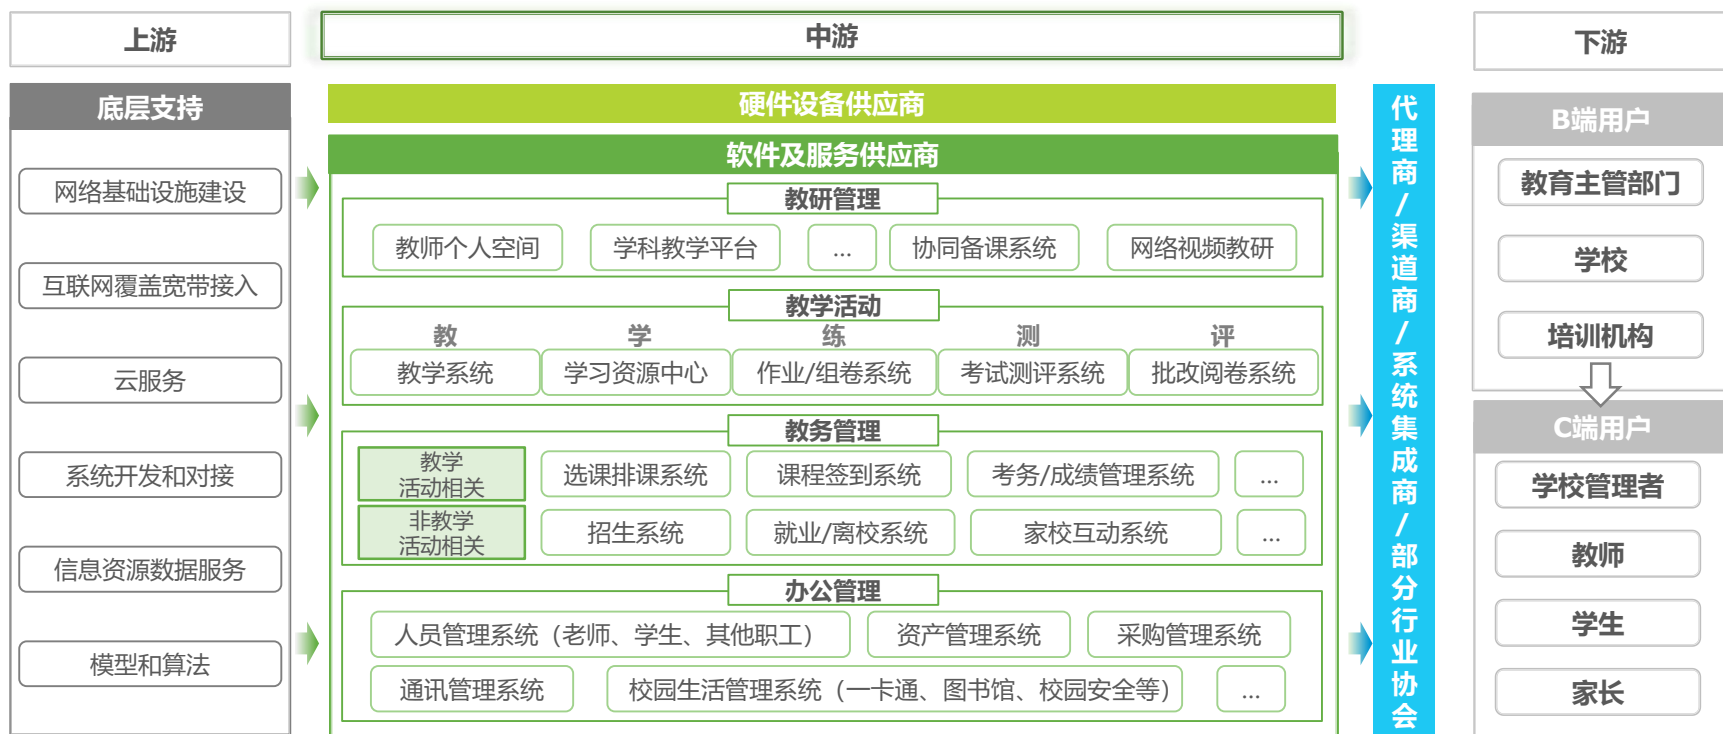 上游
中游
下游
底层支持
网络基础设施建设
互联网覆盖宽带接入
云服务
系统开发和对接
信息资源数据服务
模型和算法
硬件设备供应商
软件及服务供应商
教研管理
教师个人空间
学科教学平台
...
协同备课系统
网络视频教研
教学活动
教
学
练
测
评
教学系统
学习资源中心
作业/组卷系统
考试测评系统
批改阅卷系统
教务管理
教学
活动相关
选课排课系统
课程签到系统
考务/成绩管理系统
...
非教学
活动相关
招生系统
就业/离校系统
家校互动系统
...
办公管理
人员管理系统（老师、学生、其他职工）
资产管理系统
采购管理系统
通讯管理系统
校园生活管理系统（一卡通、图书馆、校园安全等）
...
代理商/渠道商/系统集成商/部分行业协会
B端用户
教育主管部门
学校
培训机构
C端用户
学校管理者
教师
学生
家长